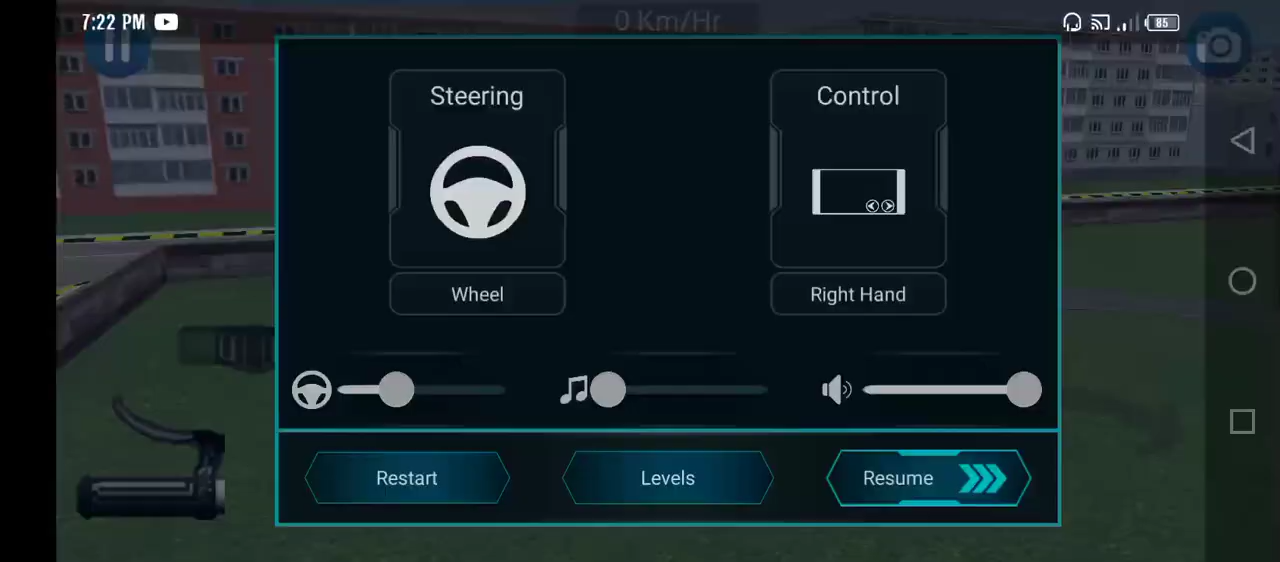 7:22 PM
0 Km/Hr
85
Steering
Control
Wheel
Right Hand
Restart
Levels
Resume